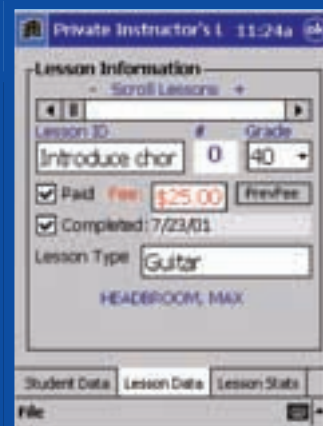 Private Instructor's L 11:24a ok
Lesson Information
- Scroll Lessons +
Lesson ID # Grade
Introduce chor 0 40
Paid Fee: $25.00 PrevFee
Completed: 7/23/01
Lesson Type Guitar
HEADBROOM, MAX
Student Data Lesson Data Lesson Stats
File